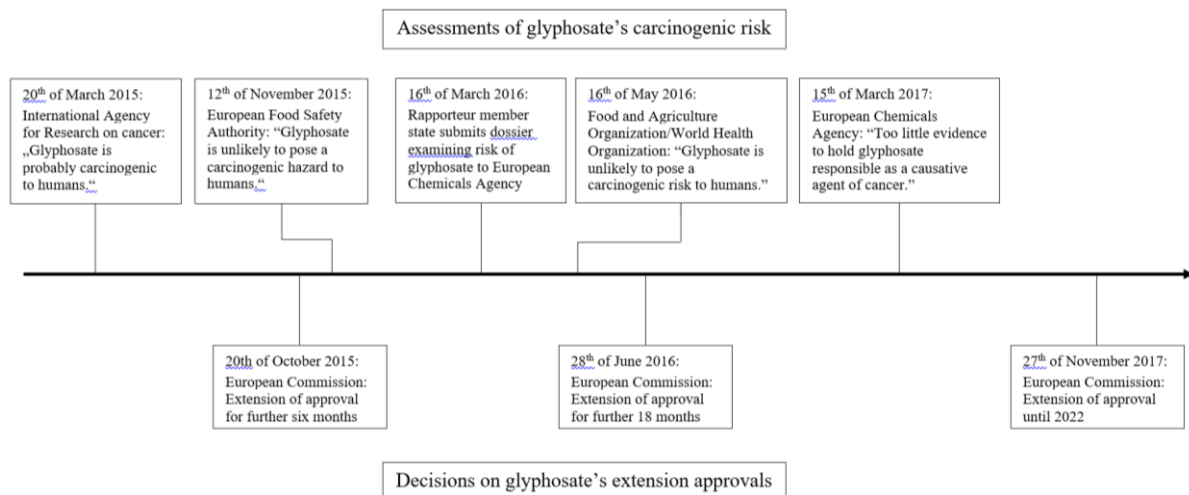 Assessments of glyphosate's carcinogenic risk
20th of March 2015:
International Agency
for Research on cancer:
„Glyphosate is
probably carcinogenic
to humans.“
12th of November 2015:
European Food Safety
Authority: “Glyphosate
is unlikely to pose a
carcinogenic hazard to
humans.“
16th of March 2016:
Rapporteur member
state submits dossier
examining risk of
glyphosate to European
Chemicals Agency
16th of May 2016:
Food and Agriculture
Organization/World Health
Organization: “Glyphosate is
unlikely to pose a
carcinogenic risk to humans.”
15th of March 2017:
European Chemicals
Agency: “Too little evidence
to hold glyphosate
responsible as a causative
agent of cancer.”
20th of October 2015:
European Commission:
Extension of approval
for further six months
28th of June 2016:
European Commission:
Extension of approval
for further 18 months
27th of November 2017:
European Commission:
Extension of approval
until 2022
Decisions on glyphosate's extension approvals